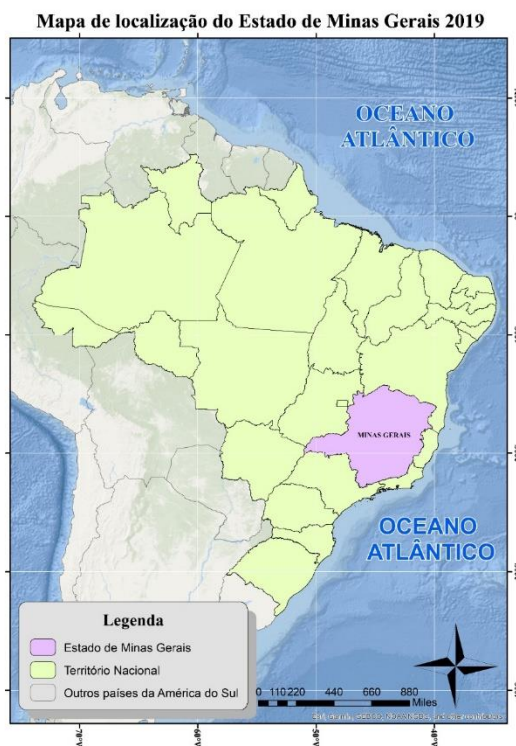 Mapa de localização do Estado de Minas Gerais 2019
OCEANO
ATLÂNTICO
MINAS GERAIS
OCEANO
ATLÂNTICO
Legenda
Estado de Minas Gerais
Território Nacional
Outros países da América do Sul
0 110 220 440 660 880
Miles